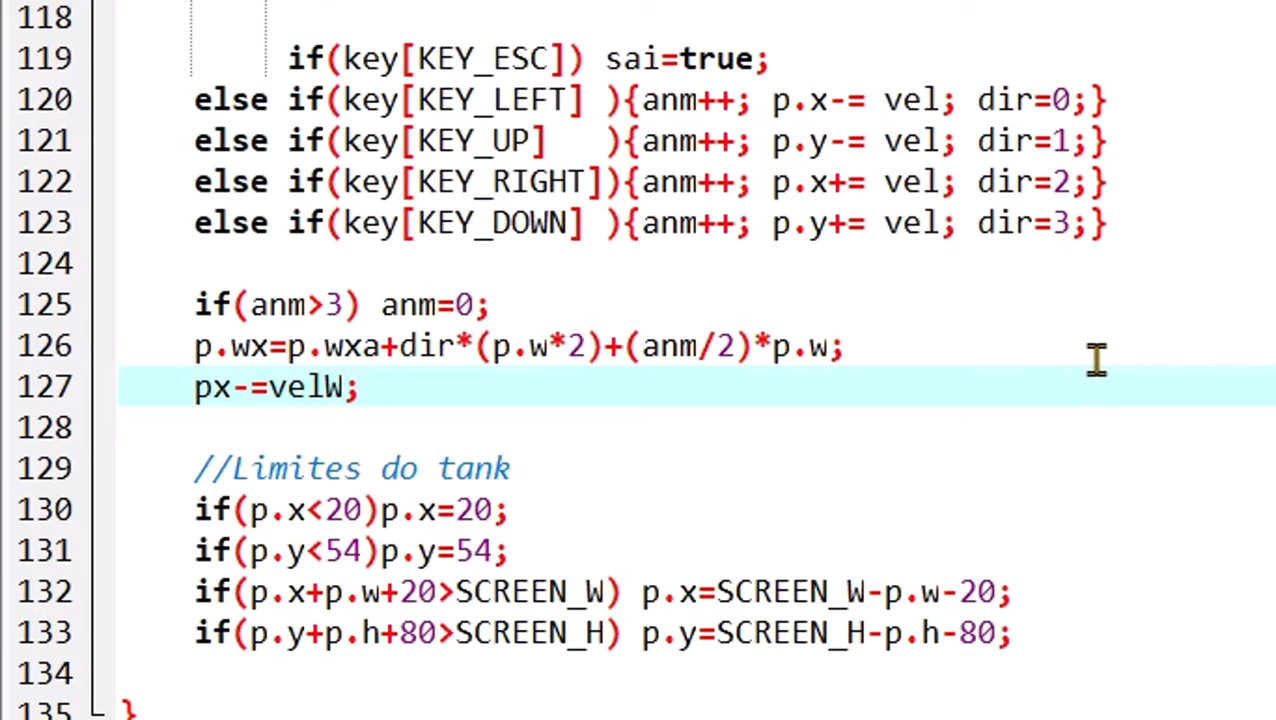 118
119 if(key[KEY_ESC]) sai=true;
120 else if(key[KEY_LEFT] ){anm++; p.x-= vel; dir=0;}
121 else if(key[KEY_UP]   ){anm++; p.y-= vel; dir=1;}
122 else if(key[KEY_RIGHT]){anm++; p.x+= vel; dir=2;}
123 else if(key[KEY_DOWN] ){anm++; p.y+= vel; dir=3;}
124
125 if(anm>3) anm=0;
126 p.wx=p.wxa+dir*(p.w*2)+(anm/2)*p.w;
127 px-=velW;
128
129 //Limites do tank
130 if(p.x<20)p.x=20;
131 if(p.y<54)p.y=54;
132 if(p.x+p.w+20>SCREEN_W) p.x=SCREEN_W-p.w-20;
133 if(p.y+p.h+80>SCREEN_H) p.y=SCREEN_H-p.h-80;
134
135 }